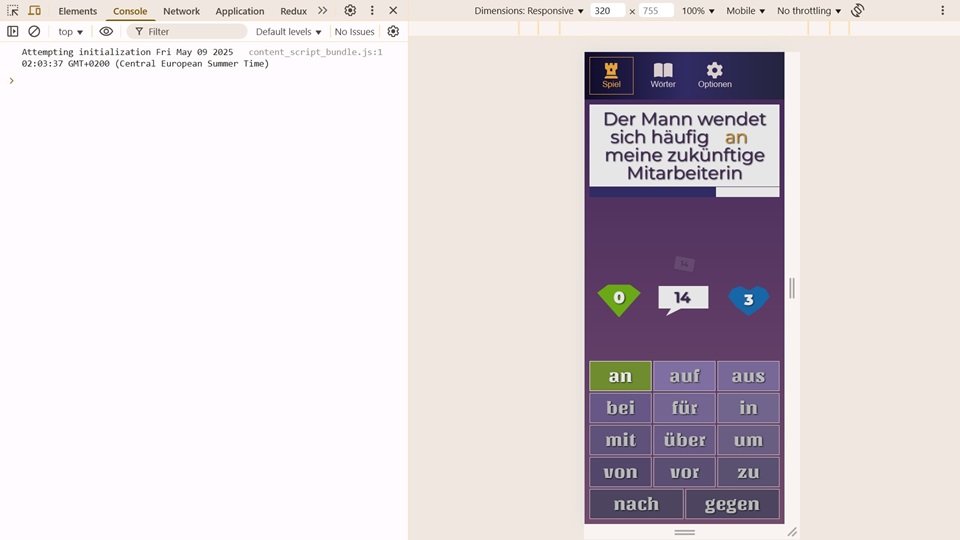 Elements Console Network Application Redux »
Dimensions: Responsive ▼ 320 × 755 100% ▼ Mobile ▼ No throttling ▼
top ▼ Filter Default levels ▼ No Issues
Attempting initialization Fri May 09 2025 content_script_bundle.js:1
02:03:37 GMT+0200 (Central European Summer Time)
Spiel Wörter Optionen
Der Mann wendet
sich häufig an
meine zukünftige
Mitarbeiterin
0 14 3
an auf aus
bei für in
mit über um
von vor zu
nach gegen